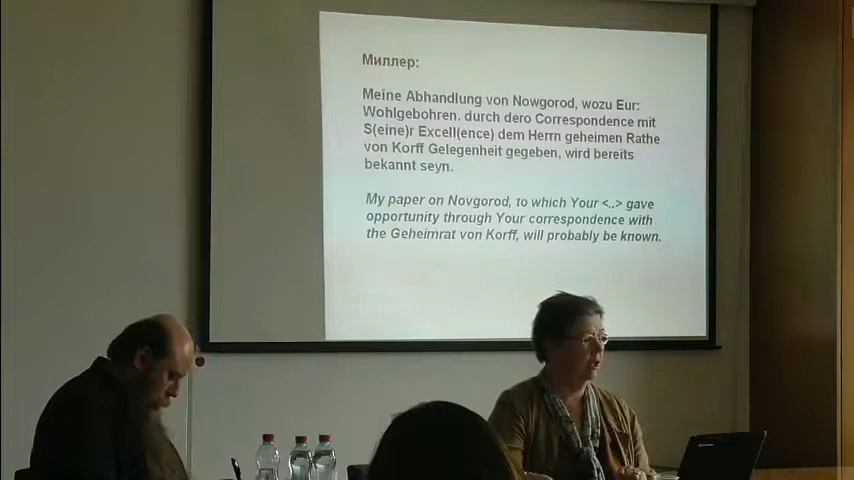 Миллер:
Meine Abhandlung von Nowgorod, wozu Eur:
Wohlgebohren. durch dero Correspondence mit
S(eine)r Excell(ence) dem Herrn geheimen Rathe
von Korff Gelegenheit gegeben, wird bereits
bekannt seyn.
My paper on Novgorod, to which Your <..> gave
opportunity through Your correspondence with
the Geheimrat von Korff, will probably be known.